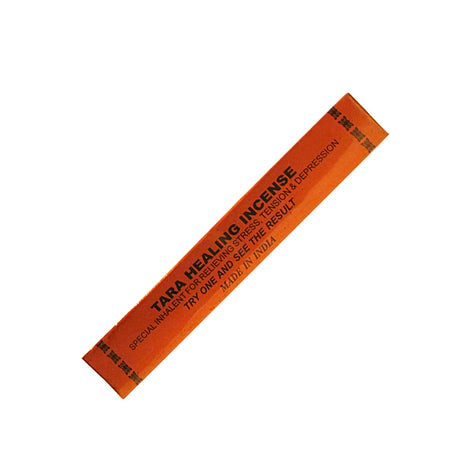 TARA HEALING INCENSE
SPECIAL INHALENT FOR RELIEVING STRESS, TENSION & DEPRESSION
TRY ONE AND SEE THE RESULT
MADE IN INDIA